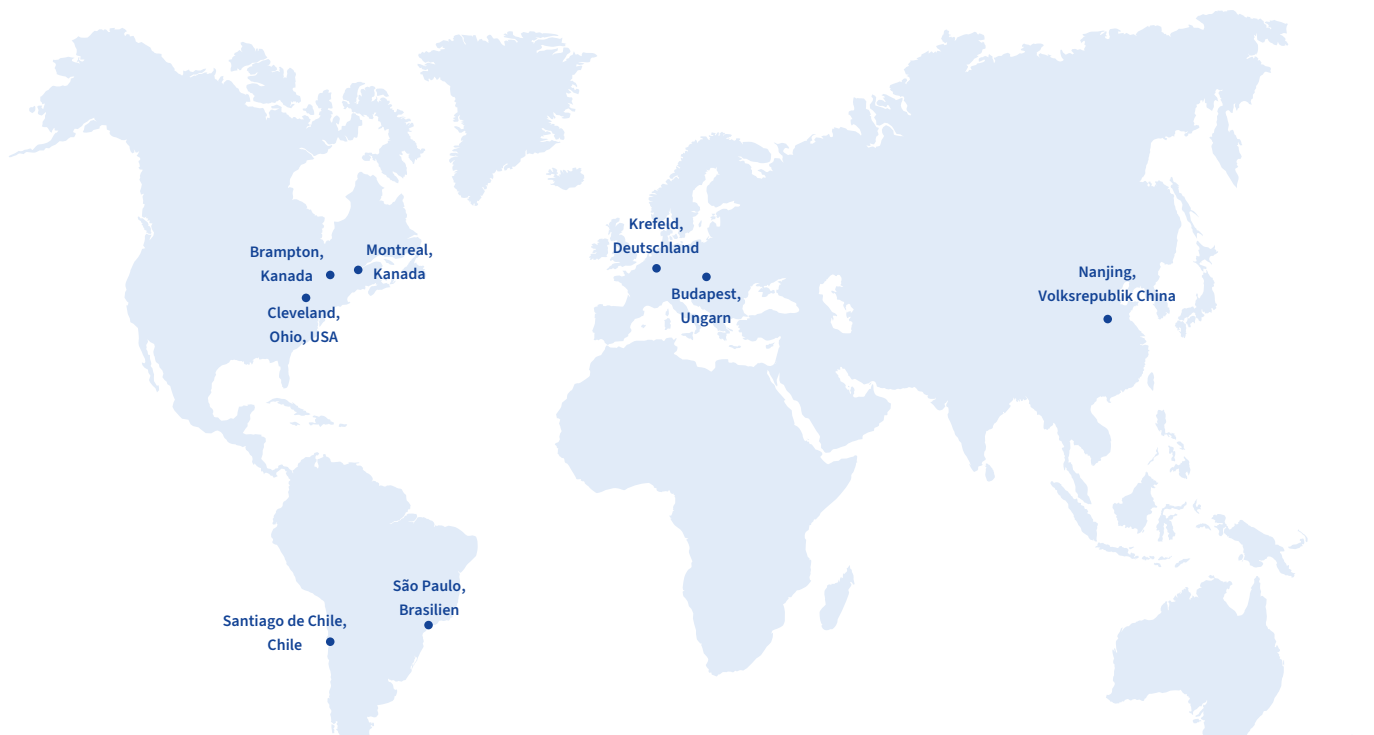 Brampton,
Kanada
Montreal,
Kanada
Cleveland,
Ohio, USA
Krefeld,
Deutschland
Budapest,
Ungarn
Nanjing,
Volksrepublik China
São Paulo,
Brasilien
Santiago de Chile,
Chile